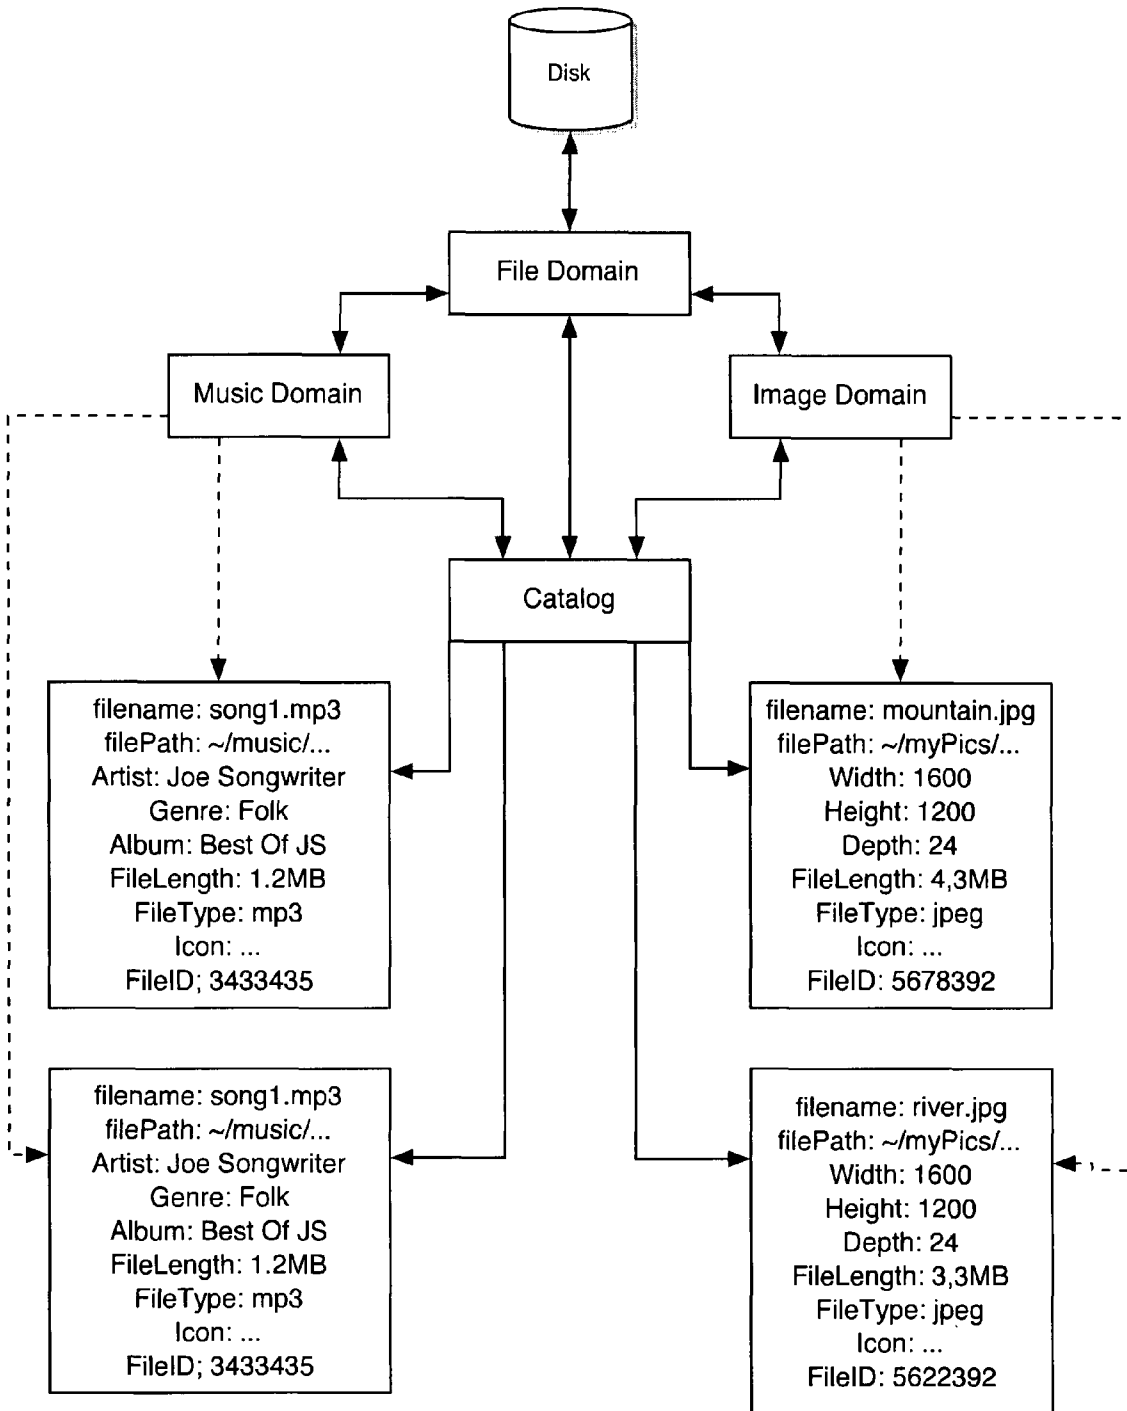 Disk
File Domain
Music Domain
Image Domain
Catalog
filename: song1.mp3
filePath: ~/music/...
Artist: Joe Songwriter
Genre: Folk
Album: Best Of JS
FileLength: 1.2MB
FileType: mp3
Icon: ...
FileID; 3433435
filename: mountain.jpg
filePath: ~/myPics/...
Width: 1600
Height: 1200
Depth: 24
FileLength: 4,3MB
FileType: jpeg
Icon: ...
FileID: 5678392
filename: song1.mp3
filePath: ~/music/...
Artist: Joe Songwriter
Genre: Folk
Album: Best Of JS
FileLength: 1.2MB
FileType: mp3
Icon: ...
FileID; 3433435
filename: river.jpg
filePath: ~/myPics/...
Width: 1600
Height: 1200
Depth: 24
FileLength: 3,3MB
FileType: jpeg
Icon: ...
FileID: 5622392